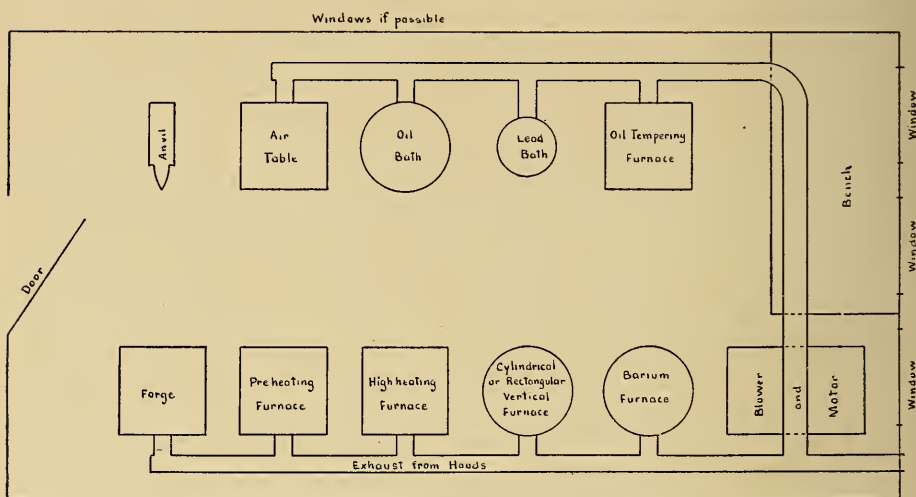 Windows if possible
Anvil
Air
Table
Oil
Bath
Lead
Bath
Oil Tempering
Furnace
Bench
Window
Window
Window
Door
Forge
Preheating
Furnace
High heating
Furnace
Cylindrical
or Rectangular
Vertical
Furnace
Barium
Furnace
Blower
and
Motor
Exhaust from Hoods